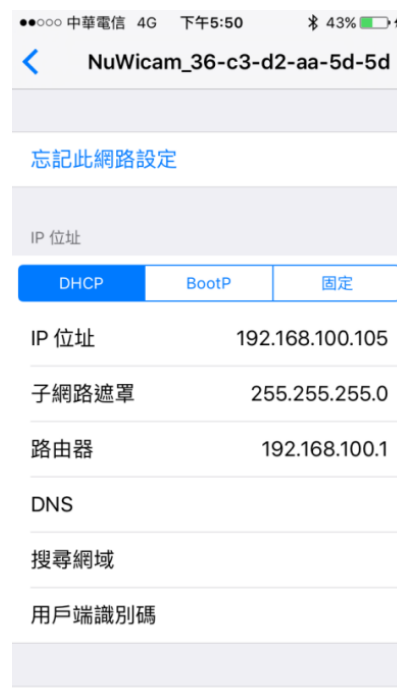 中華電信 4G 下午5:50 43%
NuWicam_36-c3-d2-aa-5d-5d
忘記此網路設定
IP 位址
DHCP BootP 固定
IP 位址 192.168.100.105
子網路遮罩 255.255.255.0
路由器 192.168.100.1
DNS
搜尋網域
用戶端識別碼